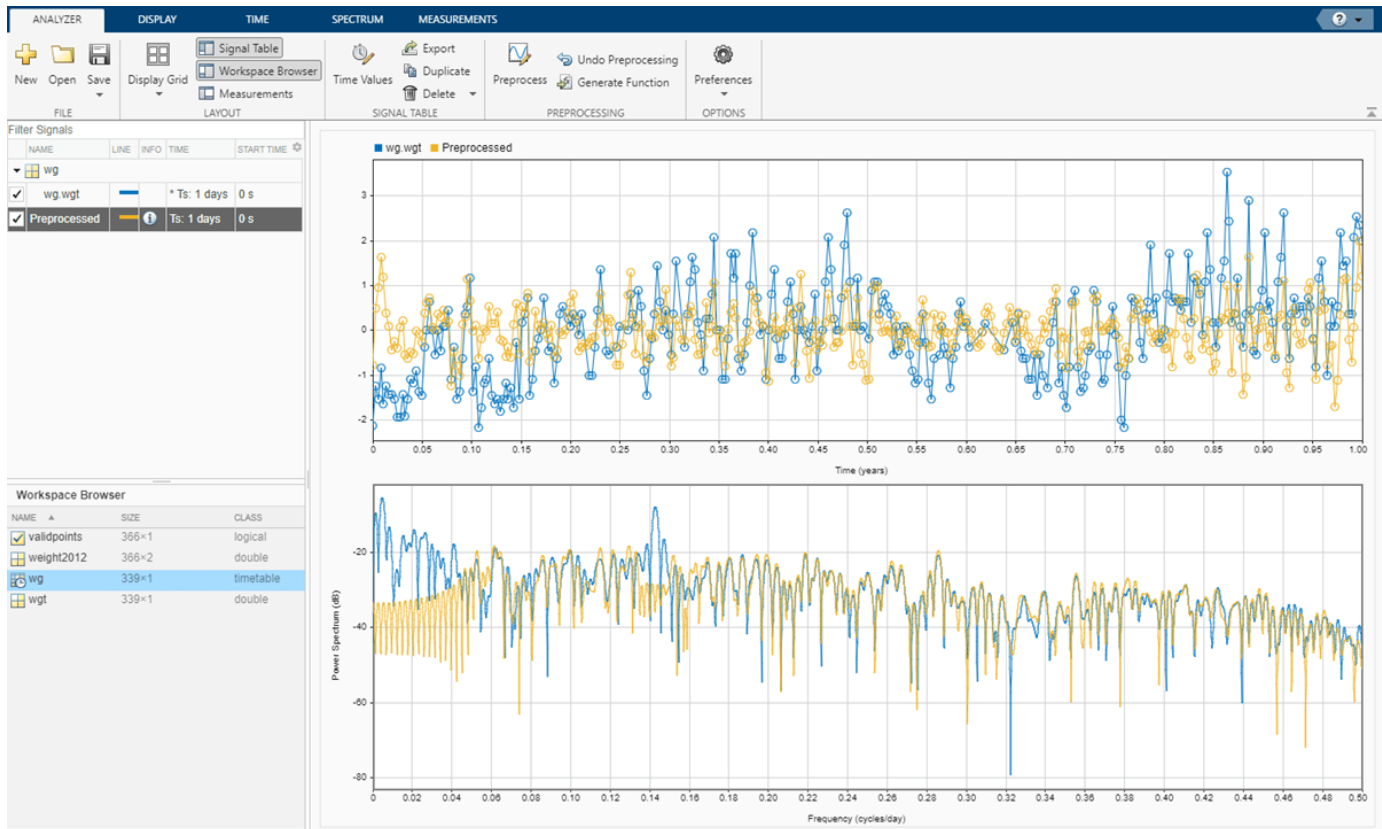 ANALYZER DISPLAY TIME SPECTRUM MEASUREMENTS ?
New Open Save Display Grid Signal Table Workspace Browser Measurements Time Values Export Duplicate Delete Preprocess Undo Preprocessing Generate Function Preferences
FILE LAYOUT SIGNAL TABLE PREPROCESSING OPTIONS
Filter Signals
NAME LINE INFO TIME START TIME
wg
wg.wgt * Ts: 1 days 0 s
Preprocessed i Ts: 1 days 0 s
Workspace Browser
NAME SIZE CLASS
validpoints 366×1 logical
weight2012 366×2 double
wg 339×1 timetable
wgt 339×1 double
wg.wgt Preprocessed
3
2
1
0
-1
-2
0 0.05 0.10 0.15 0.20 0.25 0.30 0.35 0.40 0.45 0.50 0.55 0.60 0.65 0.70 0.75 0.80 0.85 0.90 0.95 1.00
Time (years)
Power Spectrum (dB)
-20
-40
-60
-80
0 0.02 0.04 0.06 0.08 0.10 0.12 0.14 0.16 0.18 0.20 0.22 0.24 0.26 0.28 0.30 0.32 0.34 0.36 0.38 0.40 0.42 0.44 0.46 0.48 0.50
Frequency (cycles/day)